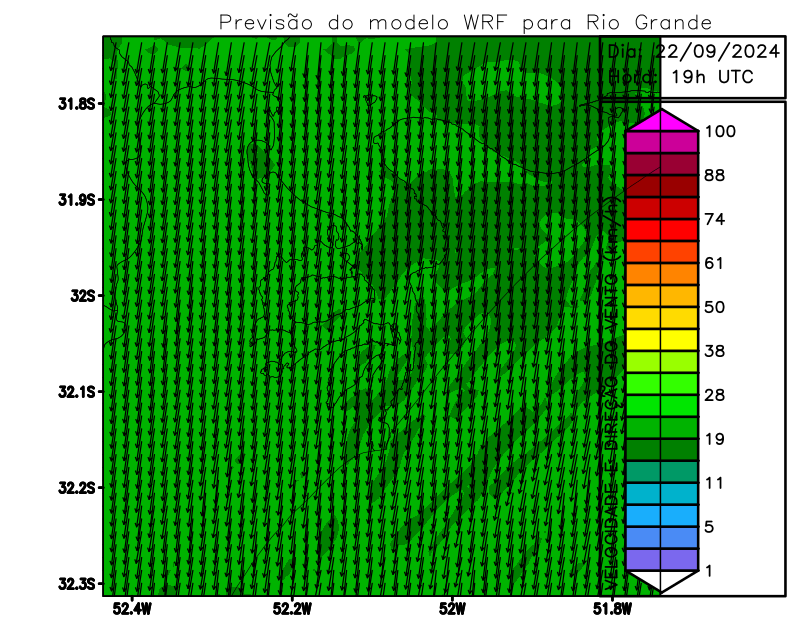 Previsão do modelo WRF para Rio Grande
Dia: 22/09/2024
Hora: 19h UTC
31.8S
31.9S
32S
32.1S
32.2S
32.3S
52.4W
52.2W
52W
51.8W
VELOCIDADE E DIREÇÃO DO VENTO (km/h)
100
88
74
61
50
38
28
19
11
5
1